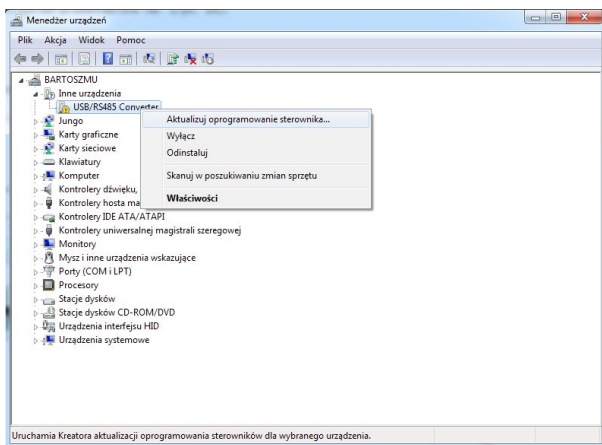 Menedżer urządzeń
Plik Akcja Widok Pomoc
BARTOSZMU
Inne urządzenia
USB/RS485 Converter
Aktualizuj oprogramowanie sterownika...
Jungo
Wyłącz
Karty graficzne
Odinstaluj
Karty sieciowe
Klawiatury
Skanuj w poszukiwaniu zmian sprzętu
Komputer
Kontrolery dźwięku,
Właściwości
Kontrolery hosta ma
Kontrolery IDE ATA/ATAPI
Kontrolery uniwersalnej magistrali szeregowej
Monitory
Mysz i inne urządzenia wskazujące
Porty (COM i LPT)
Procesory
Stacje dysków
Stacje dysków CD-ROM/DVD
Urządzenia interfejsu HID
Urządzenia systemowe
Uruchamia Kreatora aktualizacji oprogramowania sterowników dla wybranego urządzenia.